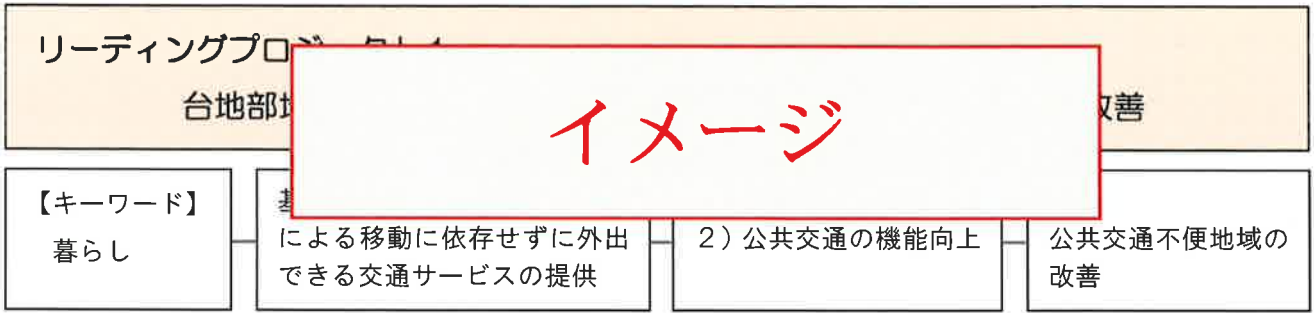 リーディングプロジ
台地部
善
イメージ
【キーワード】
暮らし
による移動に依存せずに外出
できる交通サービスの提供
2）公共交通の機能向上
公共交通不便地域の
改善